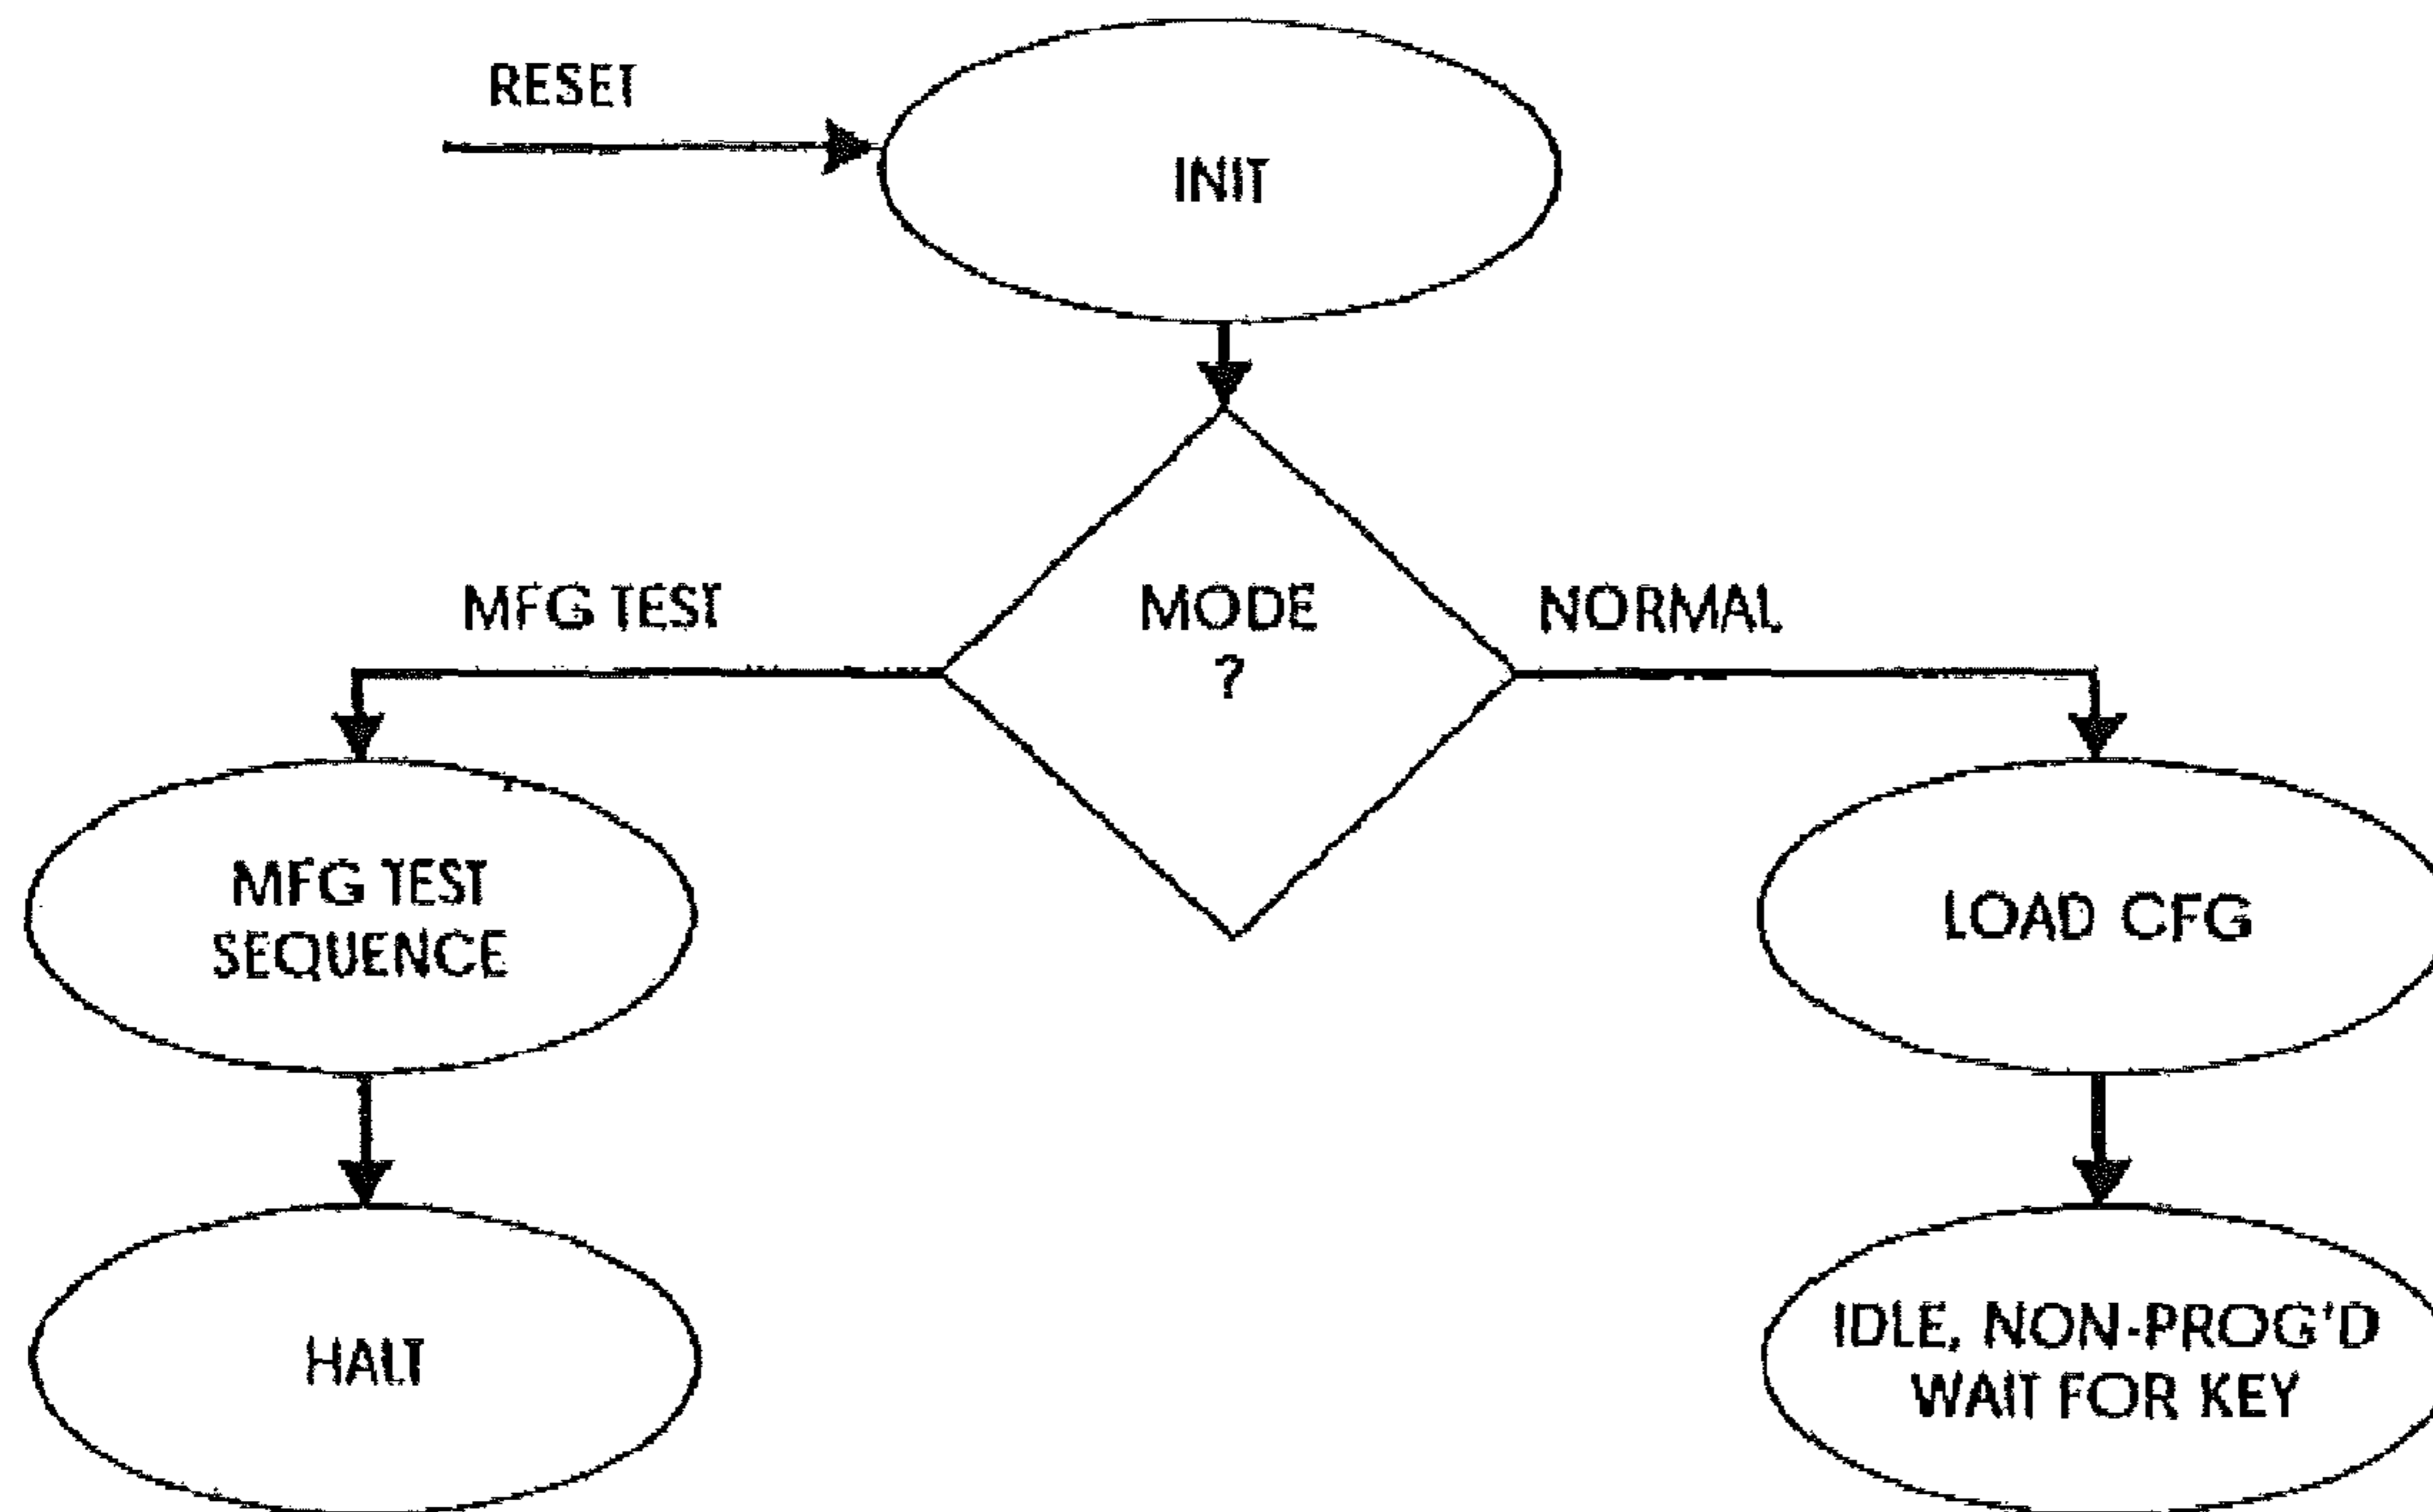 RESET
INIT
MFG TEST
MODE
?
NORMAL
MFG TEST
SEQUENCE
LOAD CFG
HALT
IDLE, NON-PROG'D
WAIT FOR KEY